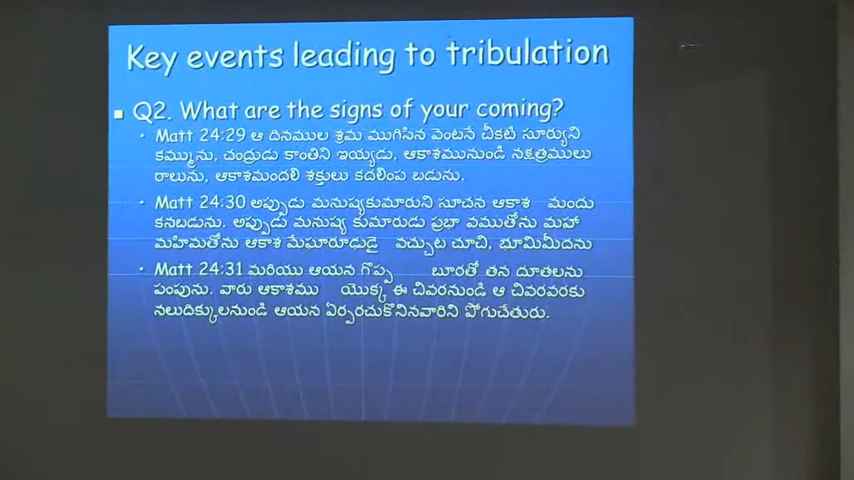 Key events leading to tribulation
Q2. What are the signs of your coming?
Matt 24:29 ఆ దినముల శ్రమ ముగిసిన వెంటనే చీకటి సూర్యుని
కమ్మును, చంద్రుడు కాంతిని ఇయ్యడు, ఆకాశమునుండి నక్షత్రములు
రాలును, ఆకాశమందలి శక్తులు కదలింప బడును.
Matt 24:30 అప్పుడు మనుష్యకుమారుని సూచన ఆకాశ మందు
కనబడును. అప్పుడు మనుష్య కుమారుడు ప్రభా వముతోను మహా
మహిమతోను ఆకాశ మేఘారూఢుడై వచ్చుట చూచి, భూమిమీదను
Matt 24:31 మరియు ఆయన గొప్ప బూరతో తన దూతలను
పంపును. వారు ఆకాశము యొక్క ఈ చివరనుండి ఆ చివరవరకు
నలుదిక్కులనుండి ఆయన ఏర్పరచుకొనినవారిని పోగుచేతురు.